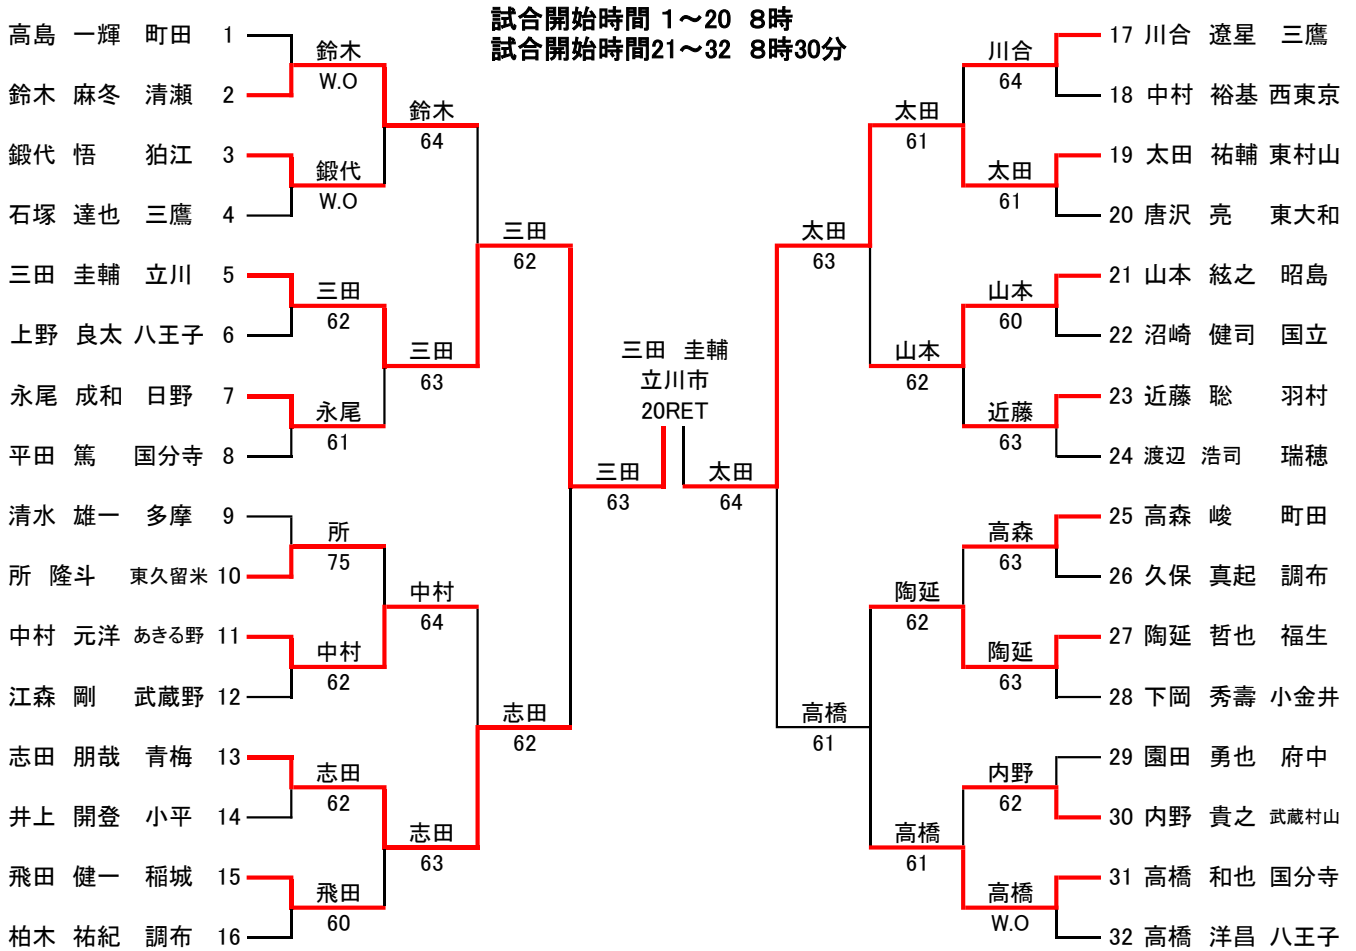 試合開始時間 1～20 8時
試合開始時間21～32 8時30分
高島 一輝 町田 1
鈴木
W.O
鈴木 麻冬 清瀬 2
鈴木
64
鍛代 悟 狛江 3
鍛代
W.O
石塚 達也 三鷹 4
三田
62
三田 圭輔 立川 5
三田
62
上野 良太 八王子 6
三田
63
永尾 成和 日野 7
永尾
61
平田 篤 国分寺 8
三田
63
清水 雄一 多摩 9
所
75
所 隆斗 東久留米 10
中村
64
中村 元洋 あきる野 11
中村
62
江森 剛 武蔵野 12
志田
62
志田 朋哉 青梅 13
志田
62
井上 開登 小平 14
志田
63
飛田 健一 稲城 15
飛田
60
柏木 祐紀 調布 16
三田 圭輔
立川市
20RET
17 川合 遼星 三鷹
川合
64
18 中村 裕基 西東京
太田
61
19 太田 祐輔 東村山
太田
61
20 唐沢 亮 東大和
太田
63
21 山本 絃之 昭島
山本
60
22 沼崎 健司 国立
山本
62
23 近藤 聡 羽村
近藤
63
24 渡辺 浩司 瑞穂
太田
64
25 高森 峻 町田
高森
63
26 久保 真起 調布
陶延
62
27 陶延 哲也 福生
陶延
63
28 下岡 秀壽 小金井
高橋
61
29 園田 勇也 府中
内野
62
30 内野 貴之 武蔵村山
高橋
61
31 高橋 和也 国分寺
高橋
W.O
32 高橋 洋昌 八王子